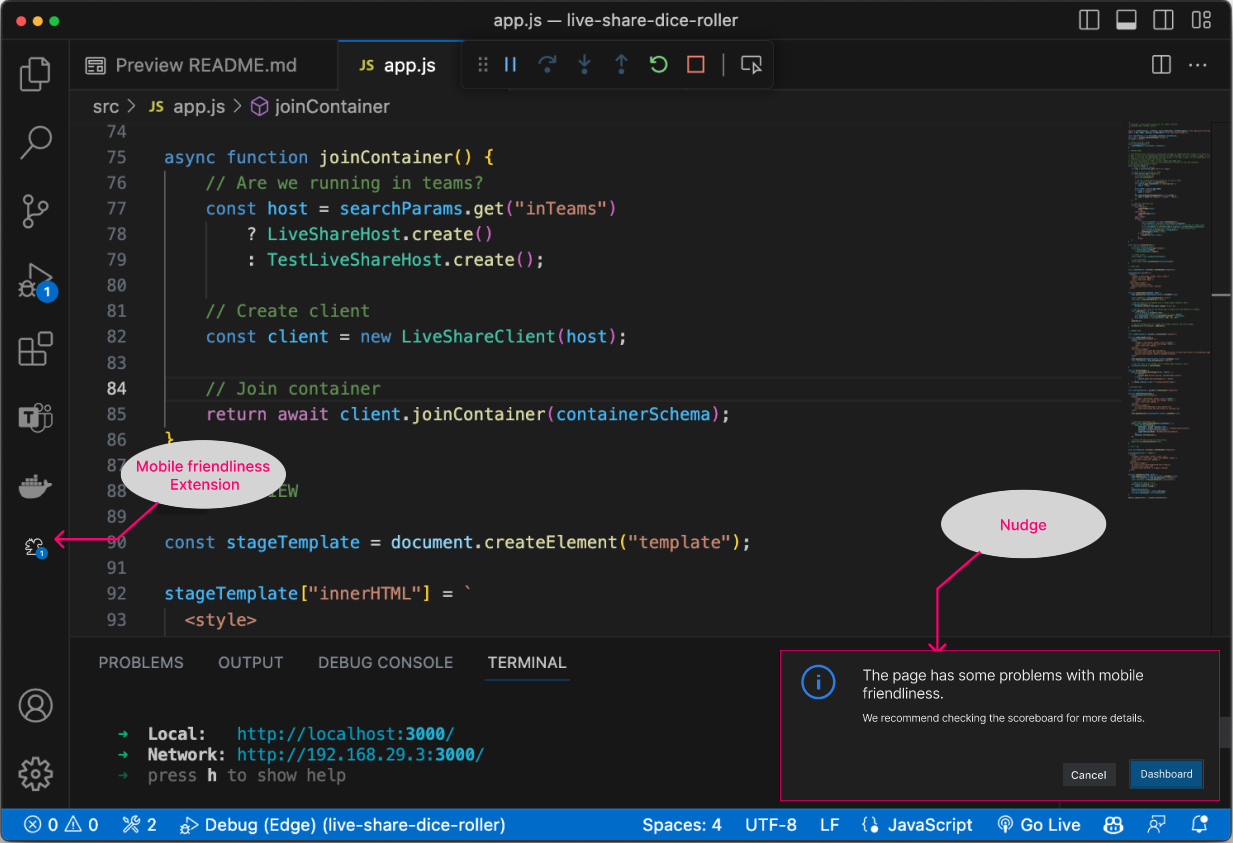 app.js — live-share-dice-roller
Preview README.md
JS app.js
src > JS app.js > joinContainer
74
75 async function joinContainer() {
76 // Are we running in teams?
77 const host = searchParams.get("inTeams")
78 ? LiveShareHost.create()
79 : TestLiveShareHost.create();
80
81 // Create client
82 const client = new LiveShareClient(host);
83
84 // Join container
85 return await client.joinContainer(containerSchema);
86 }
87
88 IEW
89
90 const stageTemplate = document.createElement("template");
91
92 stageTemplate["innerHTML"] = `
93 <style>
1
T
1
Mobile friendliness
Extension
Nudge
PROBLEMS OUTPUT DEBUG CONSOLE TERMINAL
➜ Local: http://localhost:3000/
➜ Network: http://192.168.29.3:3000/
➜ press h to show help
i
The page has some problems with mobile
friendliness.
We recommend checking the scoreboard for more details.
Cancel Dashboard
0 0 2 Debug (Edge) (live-share-dice-roller) Spaces: 4 UTF-8 LF JavaScript Go Live